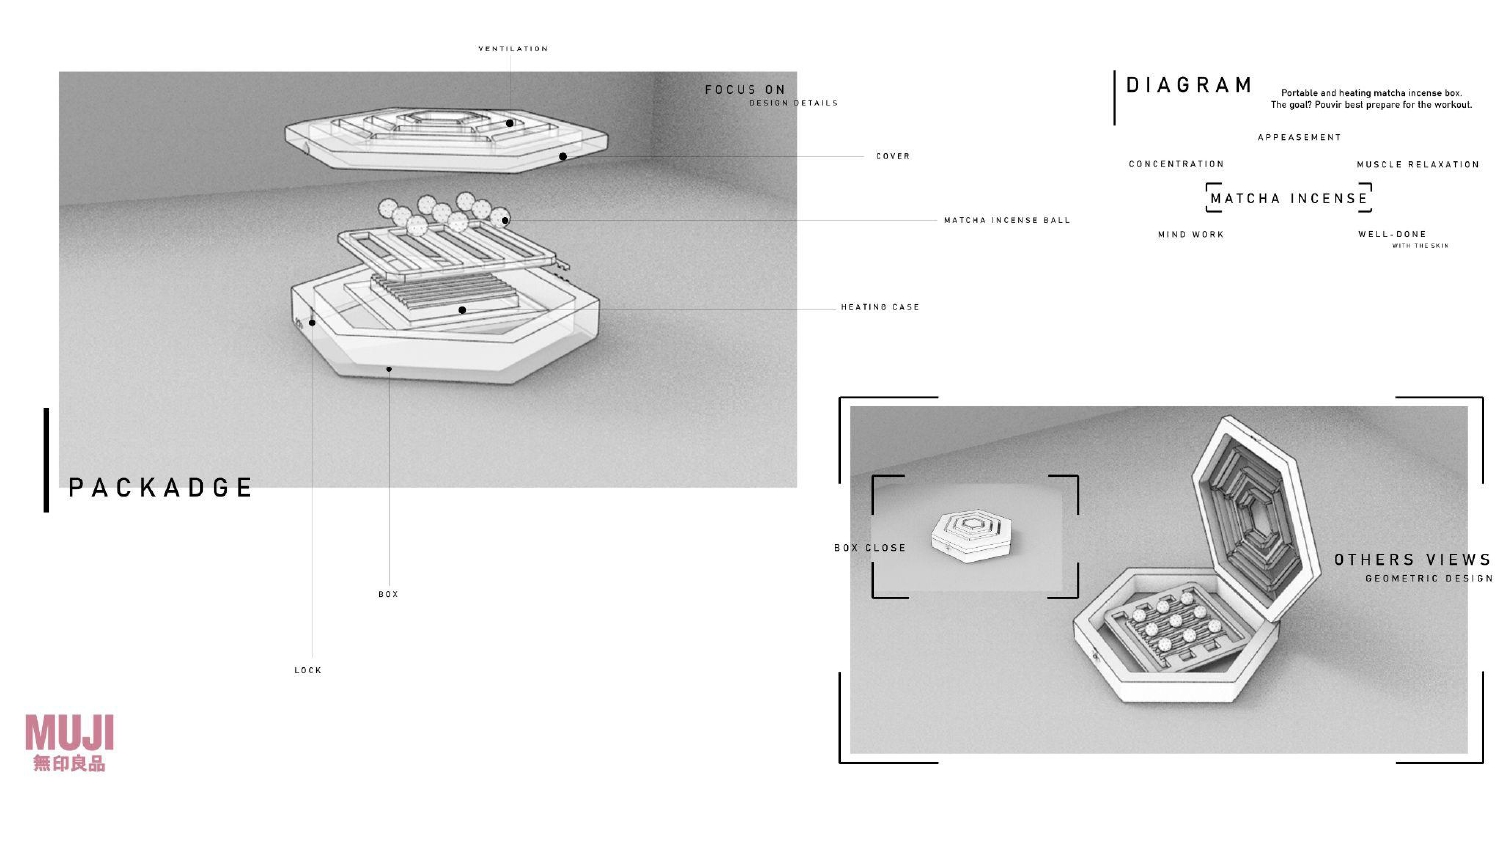 VENTILATION
FOCUS ON
DESIGN DETAILS
COVER
MATCHA INCENSE BALL
HEATING CASE
PACKADGE
BOX
LOCK
MUJI
無印良品
DIAGRAM
Portable and heating matcha incense box.
The goal? Pouvir best prepare for the workout.
APPEASEMENT
CONCENTRATION
MUSCLE RELAXATION
MATCHA INCENSE
MIND WORK
WELL-DONE
WITH THE SKIN
BOX CLOSE
OTHERS VIEWS
GEOMETRIC DESIGN